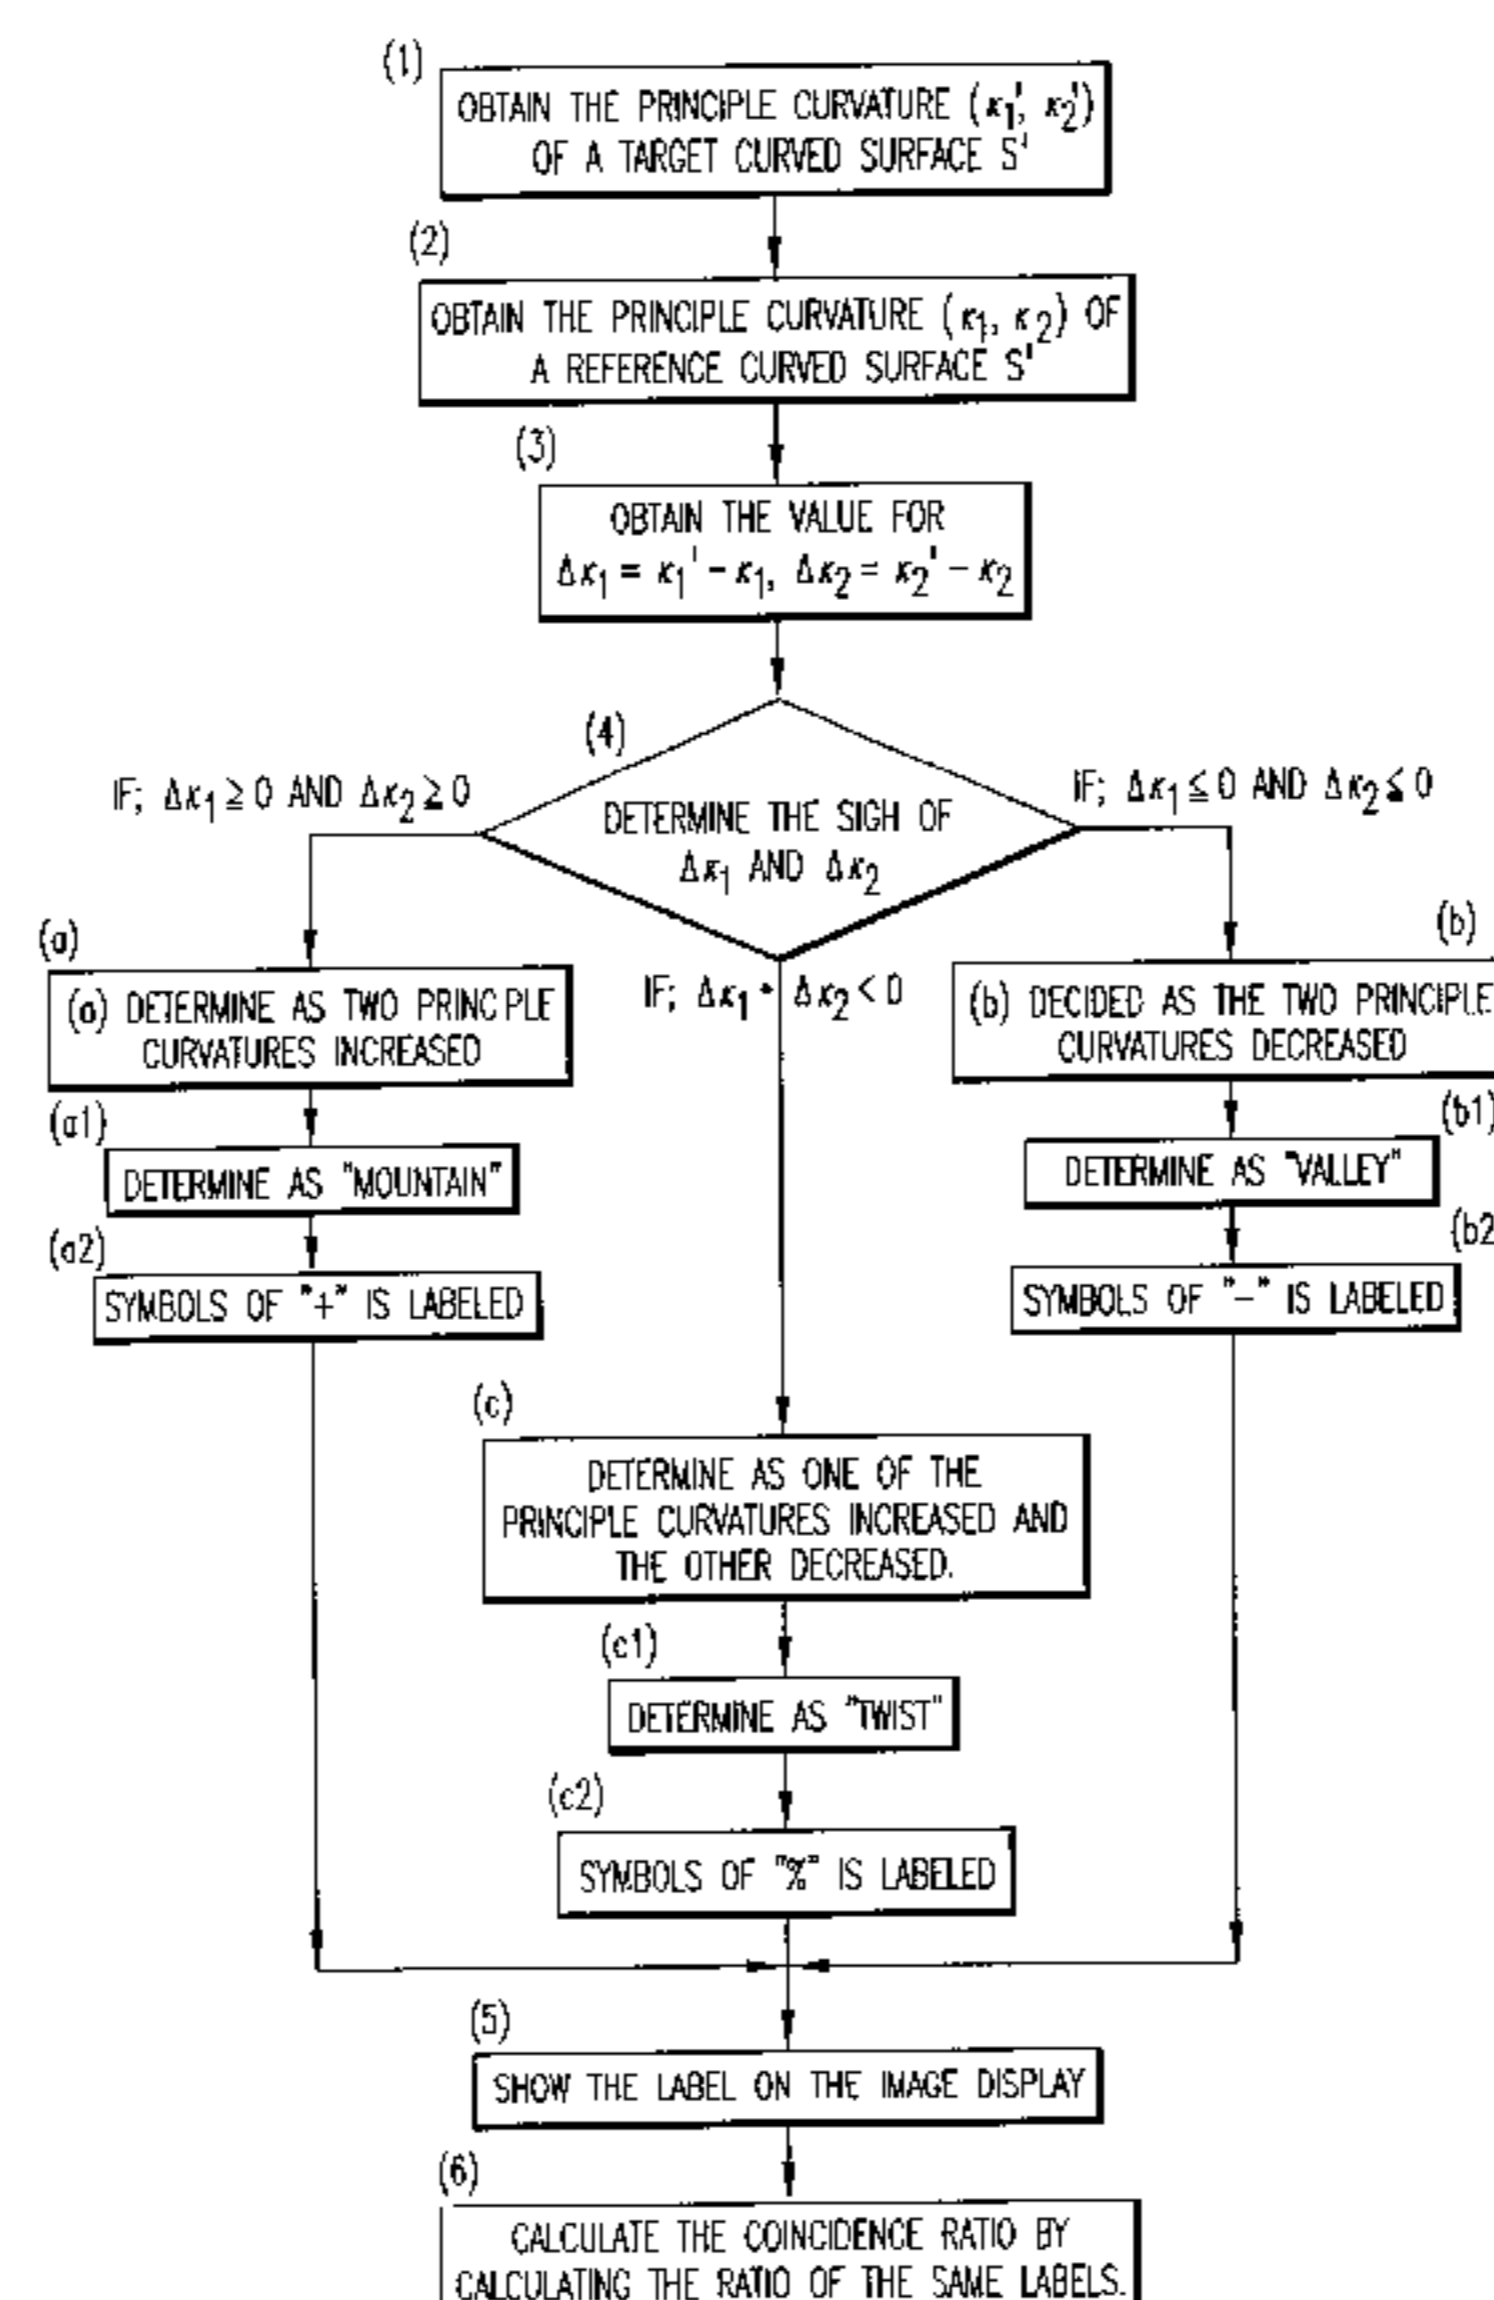 (1)
OBTAIN THE PRINCIPLE CURVATURE (κ1', κ2')
OF A TARGET CURVED SURFACE S'
(2)
OBTAIN THE PRINCIPLE CURVATURE (κ1, κ2) OF
A REFERENCE CURVED SURFACE S'
(3)
OBTAIN THE VALUE FOR
Δκ1 = κ1' − κ1, Δκ2 = κ2' − κ2
(4)
IF; Δκ1 ≧ 0 AND Δκ2 ≧ 0
IF; Δκ1 ≦ 0 AND Δκ2 ≦ 0
DETERMINE THE SIGH OF
Δκ1 AND Δκ2
(a)
(a) DETERMINE AS TWO PRINCIPLE
CURVATURES INCREASED
IF; Δκ1 • Δκ2 < 0
(b)
(b) DECIDED AS THE TWO PRINCIPLE
CURVATURES DECREASED
(a1)
DETERMINE AS "MOUNTAIN"
(b1)
DETERMINE AS "VALLEY"
(a2)
SYMBOLS OF "+" IS LABELED
(b2
SYMBOLS OF "−" IS LABELED
(c)
DETERMINE AS ONE OF THE
PRINCIPLE CURVATURES INCREASED AND
THE OTHER DECREASED.
(c1)
DETERMINE AS "TWIST"
(c2)
SYMBOLS OF "%" IS LABELED
(5)
SHOW THE LABEL ON THE IMAGE DISPLAY
(6)
CALCULATE THE COINCIDENCE RATIO BY
CALCULATING THE RATIO OF THE SAME LABELS.